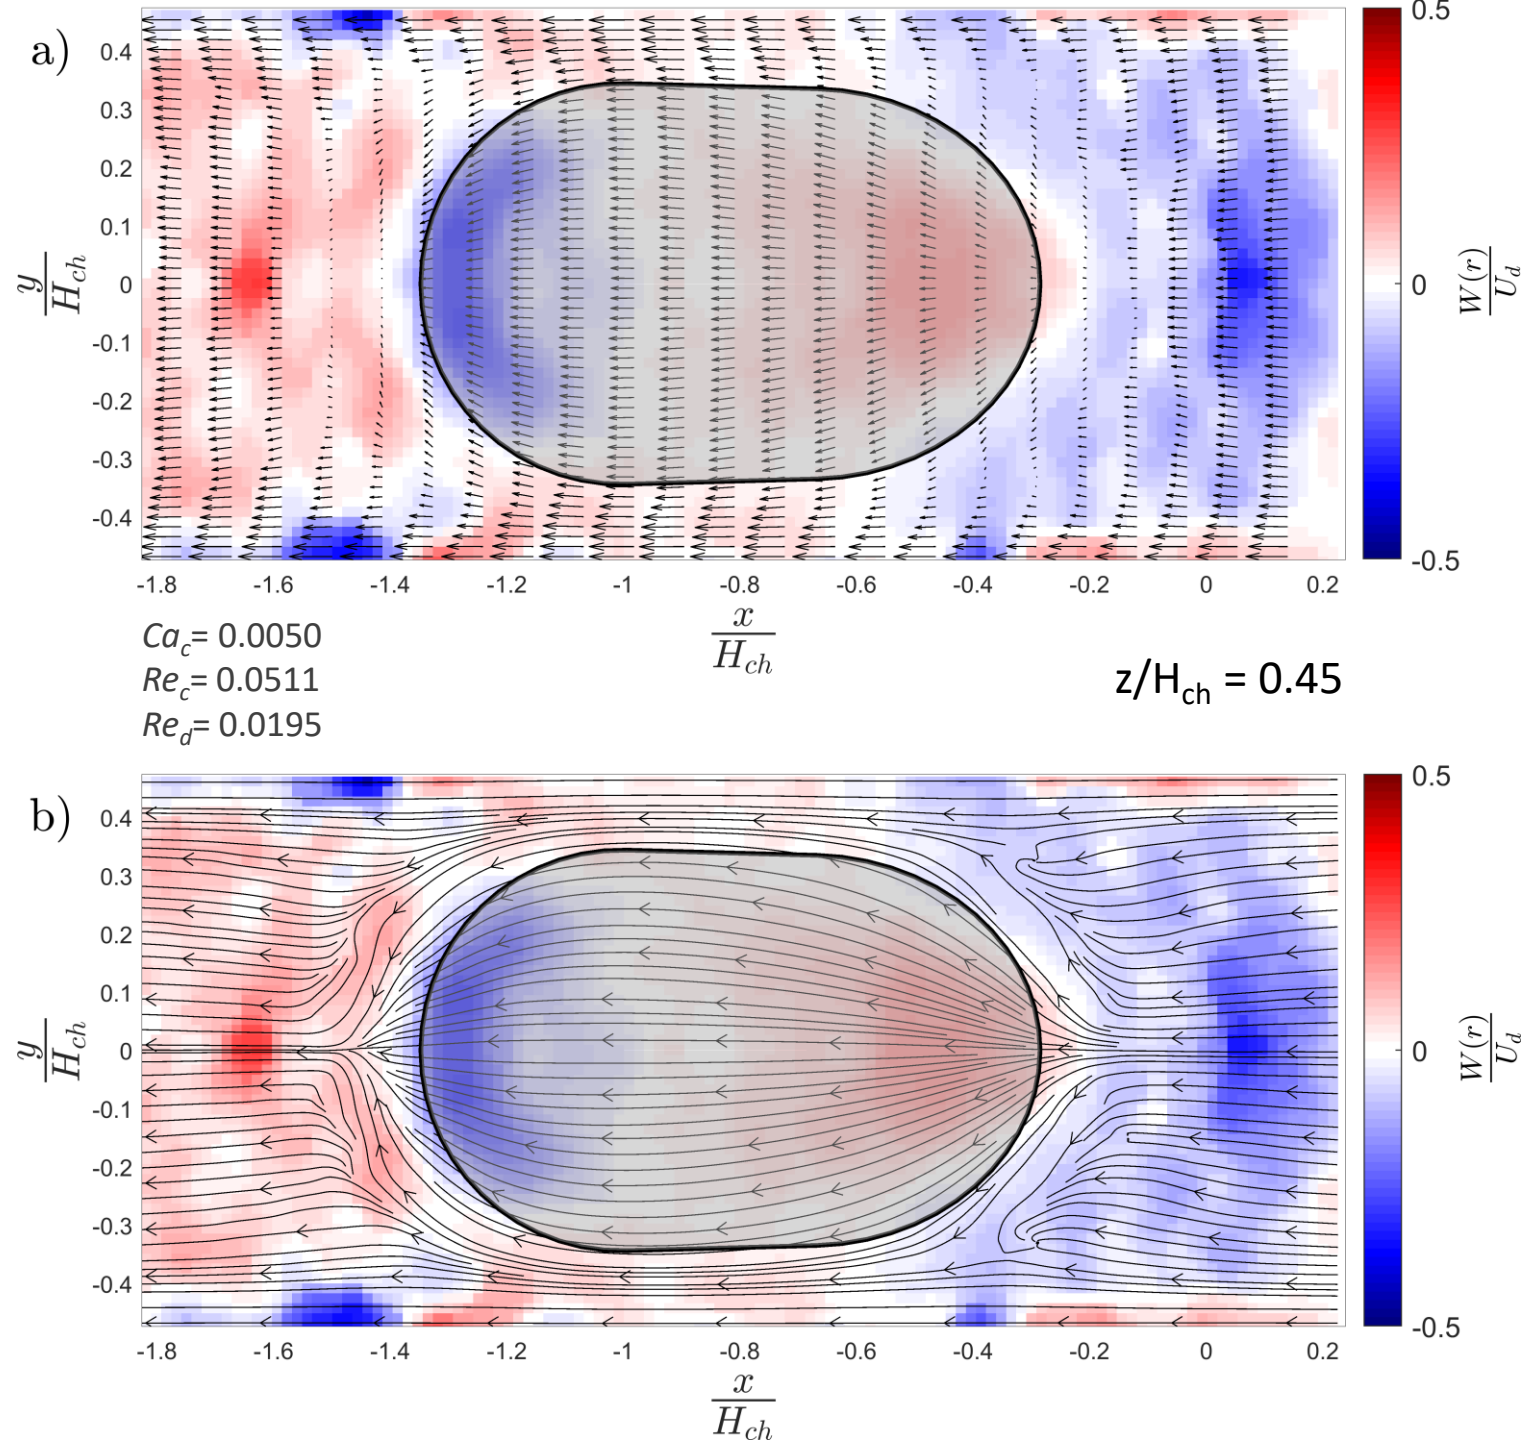 a)
0.4
0.3
0.2
0.1
0
-0.1
-0.2
-0.3
-0.4
y
H_ch
-1.8 -1.6 -1.4 -1.2 -1 -0.8 -0.6 -0.4 -0.2 0 0.2
x
H_ch
0.5
0
-0.5
W(r)
U_d
Ca_c= 0.0050
Re_c= 0.0511
Re_d= 0.0195
z/H_ch = 0.45
b)
0.4
0.3
0.2
0.1
0
-0.1
-0.2
-0.3
-0.4
y
H_ch
-1.8 -1.6 -1.4 -1.2 -1 -0.8 -0.6 -0.4 -0.2 0 0.2
x
H_ch
0.5
0
-0.5
W(r)
U_d